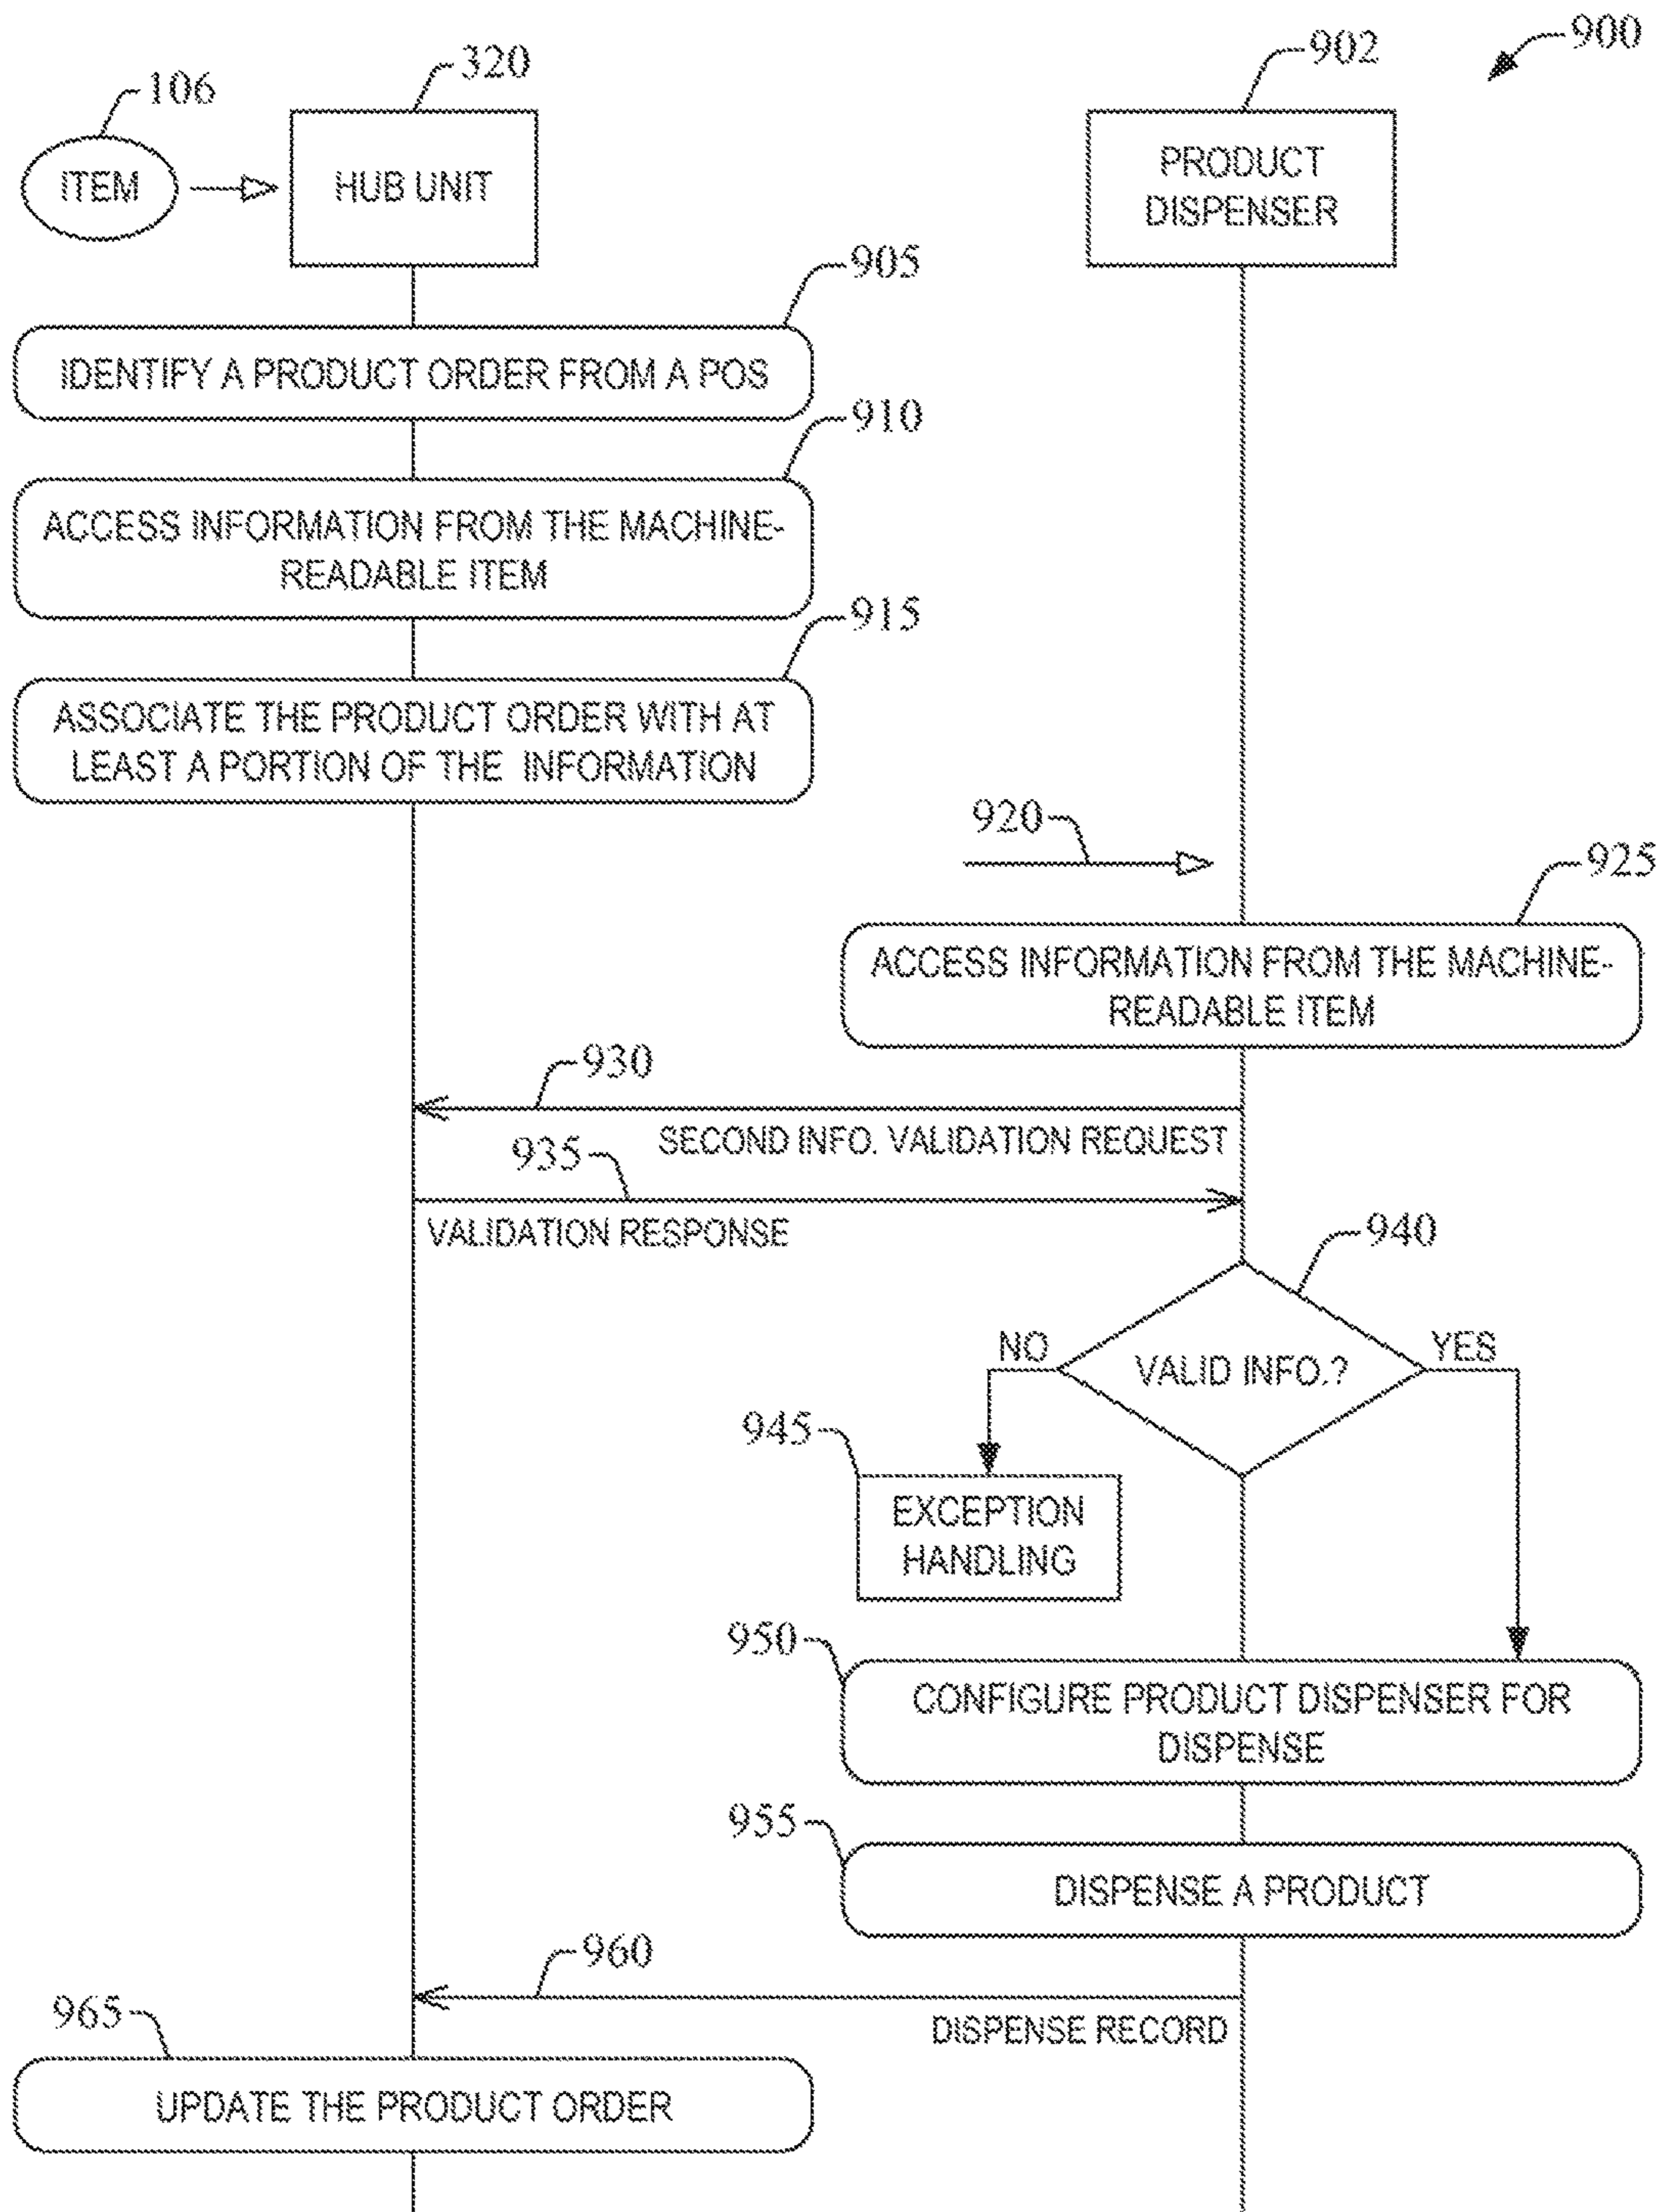 900
902
320
106
ITEM
HUB UNIT
PRODUCT
DISPENSER
905
IDENTIFY A PRODUCT ORDER FROM A POS
910
ACCESS INFORMATION FROM THE MACHINE-
READABLE ITEM
915
ASSOCIATE THE PRODUCT ORDER WITH AT
LEAST A PORTION OF THE INFORMATION
920
925
ACCESS INFORMATION FROM THE MACHINE-
READABLE ITEM
930
SECOND INFO. VALIDATION REQUEST
935
VALIDATION RESPONSE
940
NO
VALID INFO.?
YES
945
EXCEPTION
HANDLING
950
CONFIGURE PRODUCT DISPENSER FOR
DISPENSE
955
DISPENSE A PRODUCT
960
DISPENSE RECORD
965
UPDATE THE PRODUCT ORDER